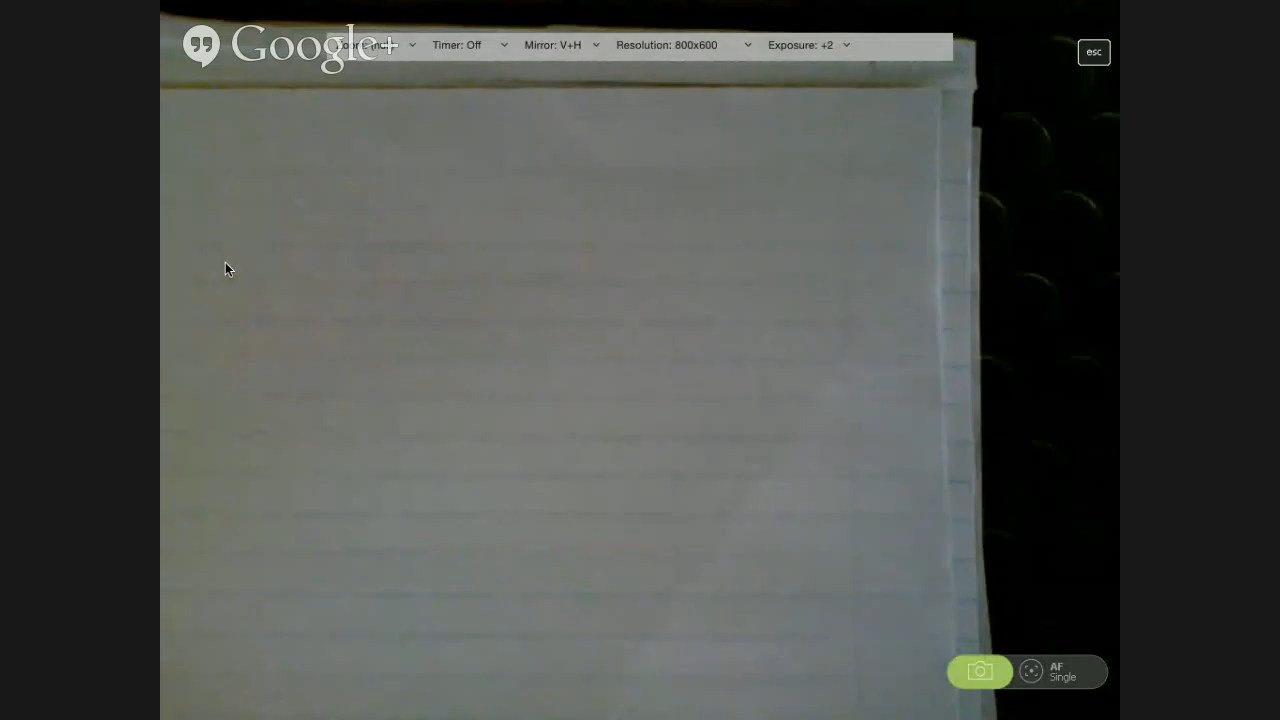 Google+
Timer: Off
Mirror: V+H
Resolution: 800x600
Exposure: +2
esc
AF
Single